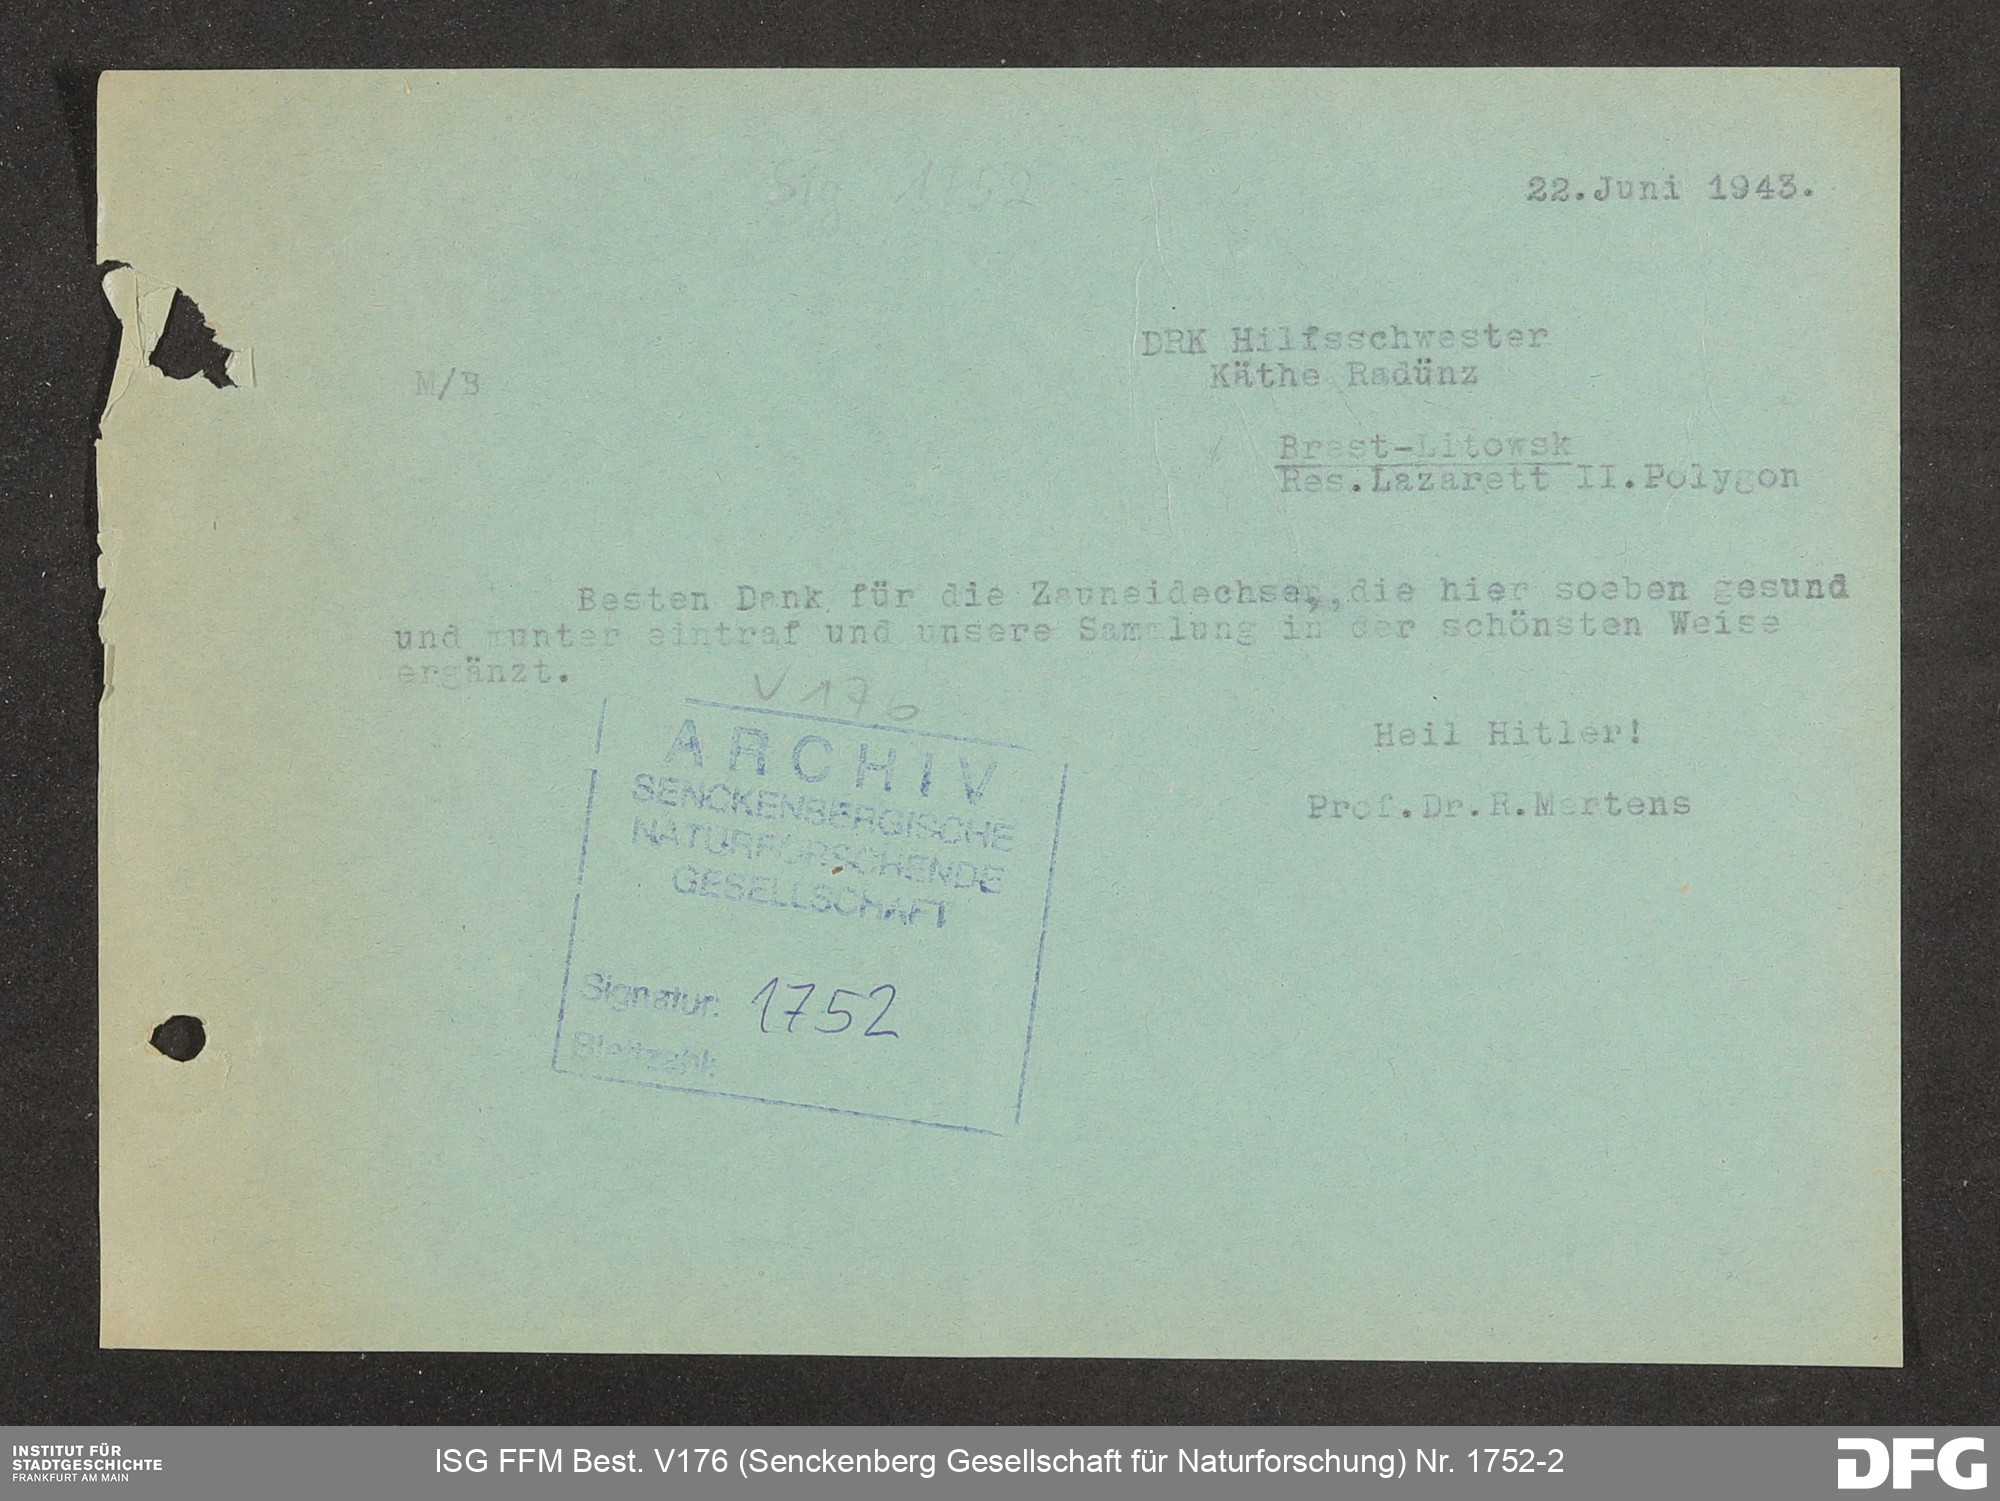 Slg 1752
22.Juni 1943.
DRK Hilfsschwester
Käthe Radünz
M/B
Brest-Litowsk
Res.Lazarett II.Polygon
Besten Dank für die Zauneidechsen, die hier soeben gesund
und munter eintraf und unsere Sammlung in der schönsten Weise
ergänzt.
V 176
Heil Hitler!
Prof.Dr.R.Mertens
ARCHIV
SENCKENBERGISCHE
NATURFORSCHENDE
GESELLSCHAFT
Signatur: 1752
Blattzahl:
INSTITUT FÜR
STADTGESCHICHTE
FRANKFURT AM MAIN
ISG FFM Best. V176 (Senckenberg Gesellschaft für Naturforschung) Nr. 1752-2
DFG